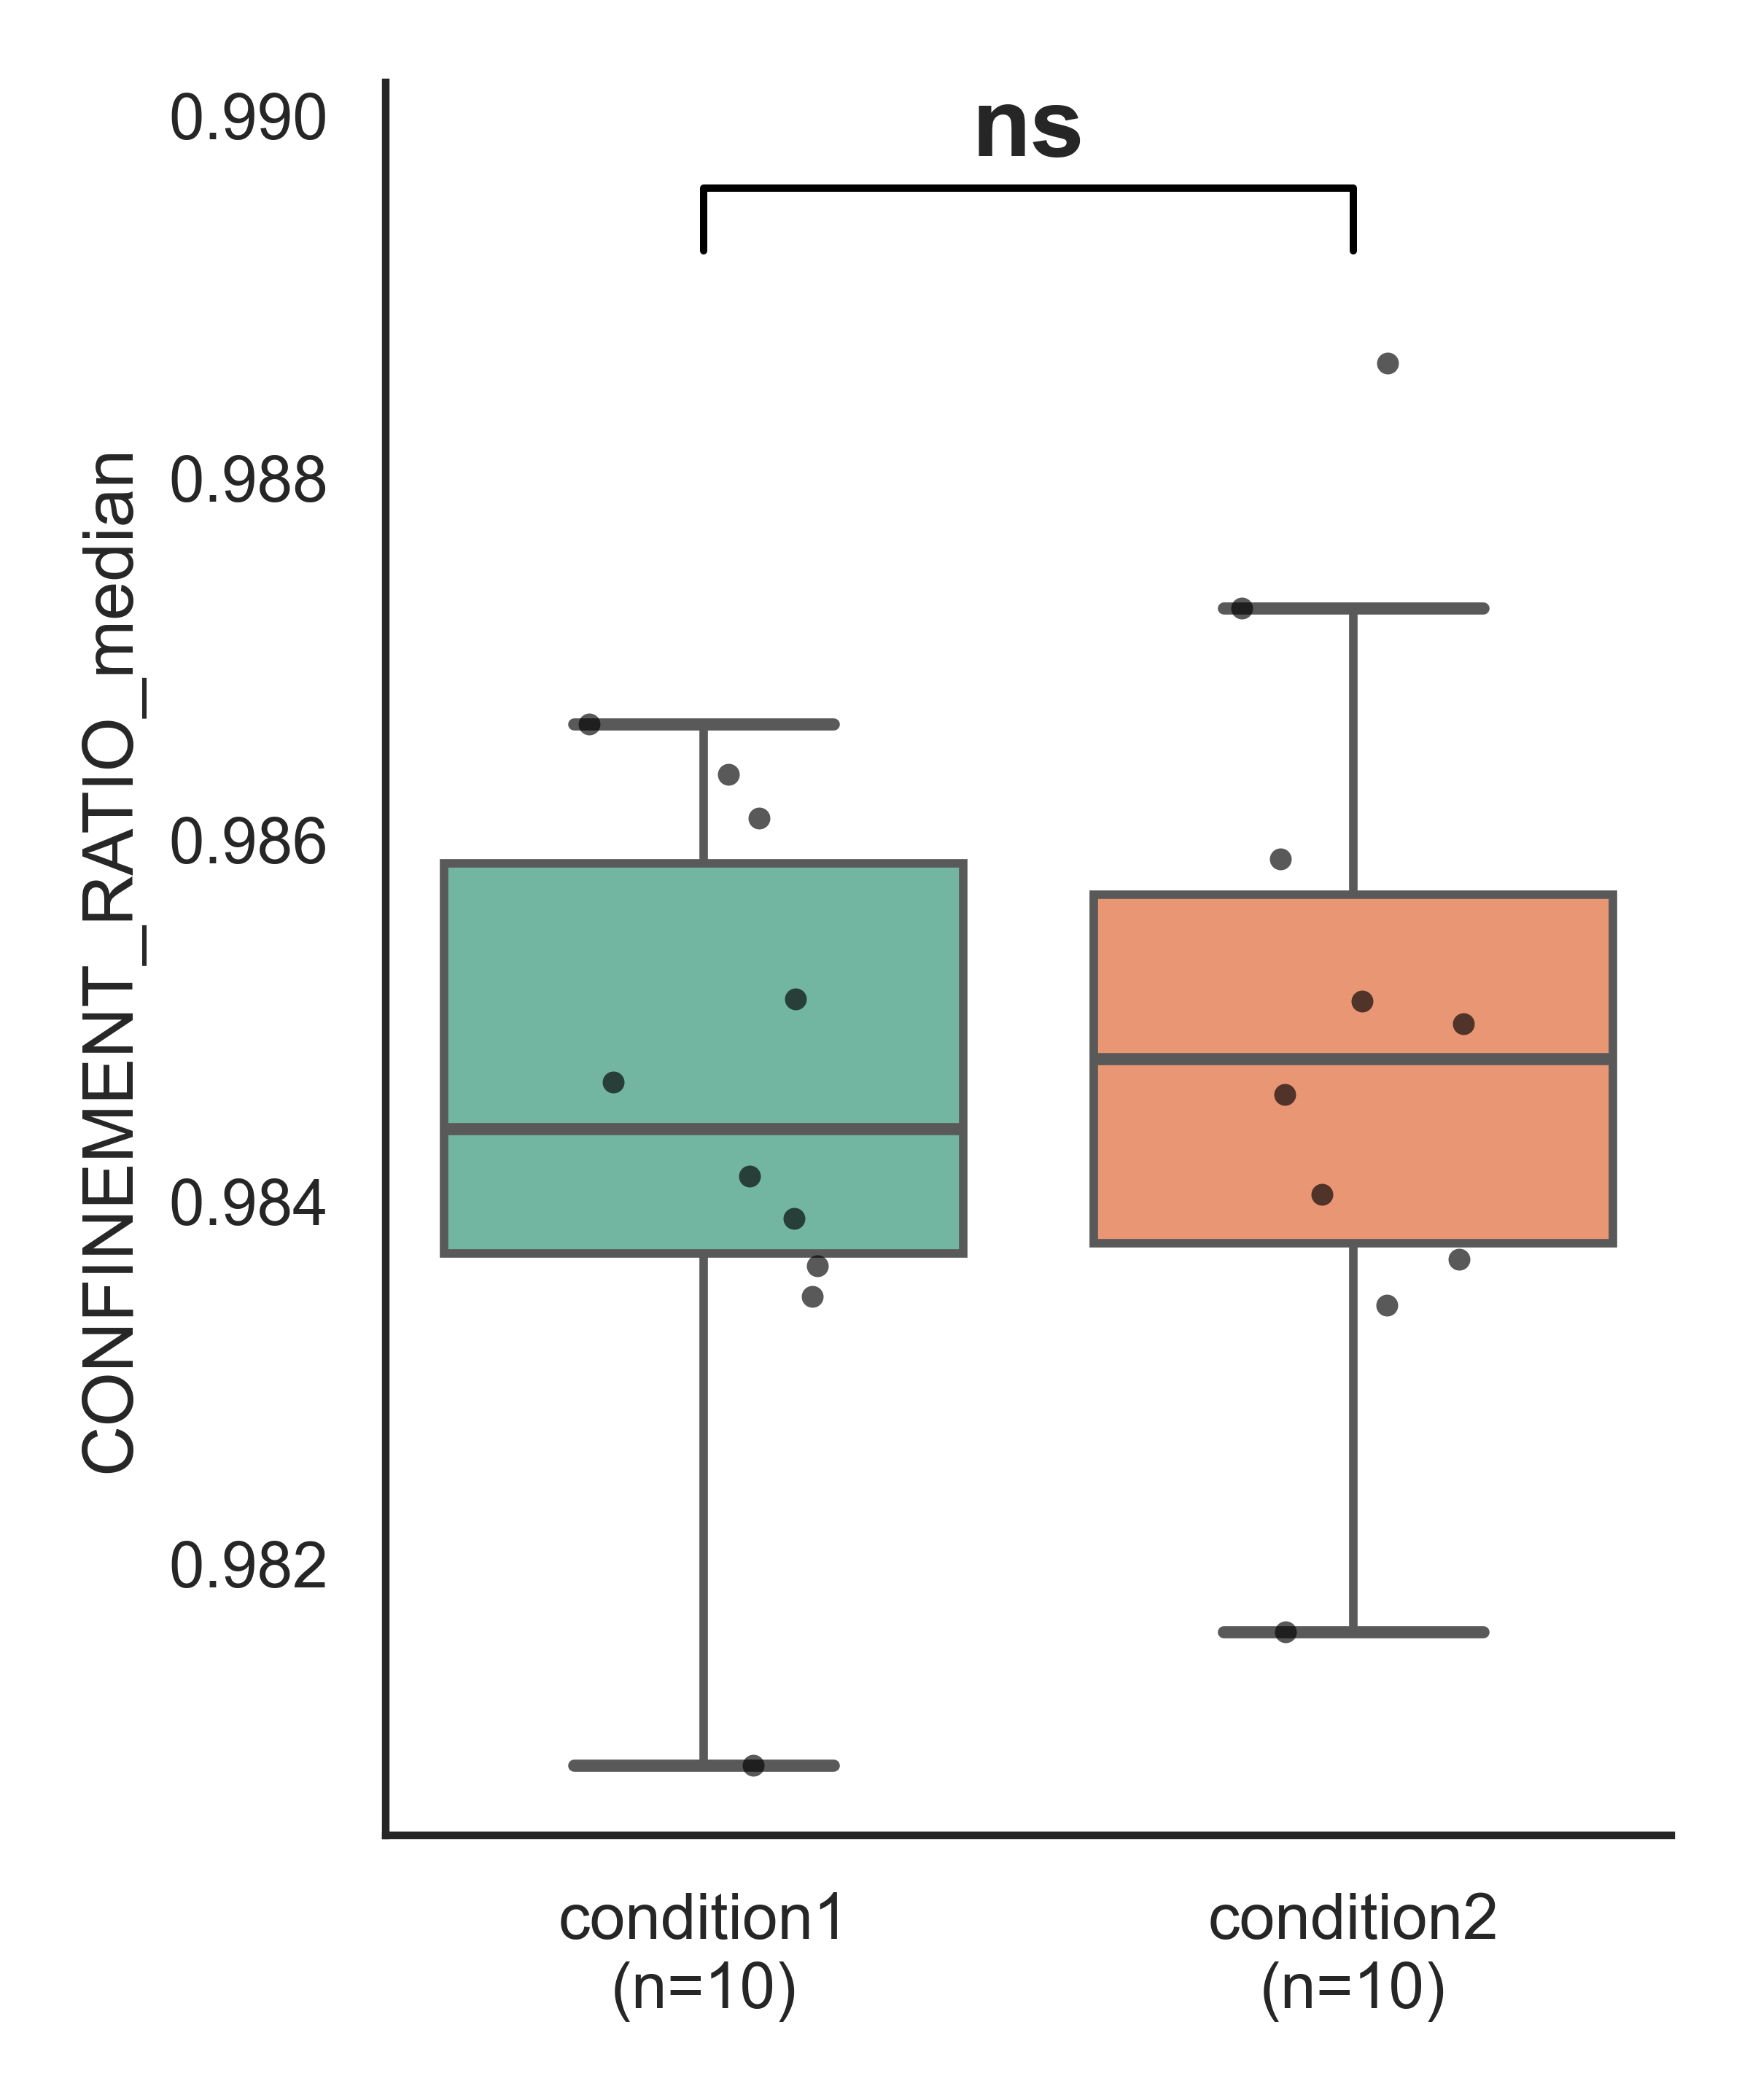 ns
CONFINEMENT_RATIO_median
0.990
0.988
0.986
0.984
0.982
condition1
(n=10)
condition2
(n=10)